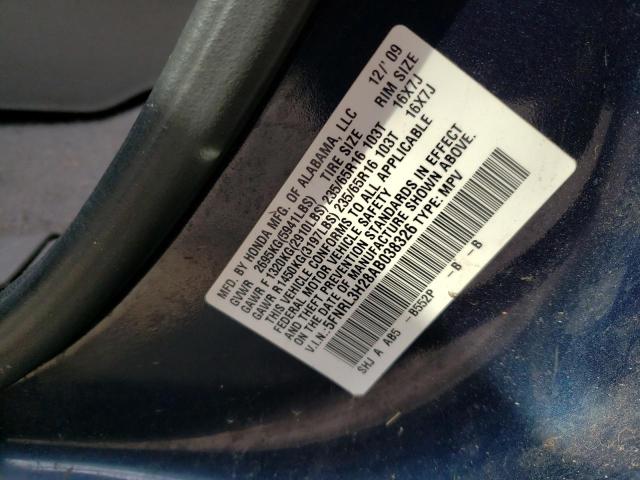 MFD. BY HONDA MFG. OF ALABAMA, LLC 12/'09
GVWR 2695KG(5941LBS) TIRE SIZE RIM SIZE
GAWR F 1320KG(2910LBS) 235/65R16 103T 16X7J
GAWR R1450KG(3197LBS) 235/65R16 103T 16X7J
THIS VEHICLE CONFORMS TO ALL APPLICABLE
FEDERAL MOTOR VEHICLE SAFETY
AND THEFT PREVENTION STANDARDS IN EFFECT
ON THE DATE OF MANUFACTURE SHOWN ABOVE.
V.I.N.:5FNRL3H28AB038326 TYPE: MPV
SHJ A AB5 -B552P -B -B